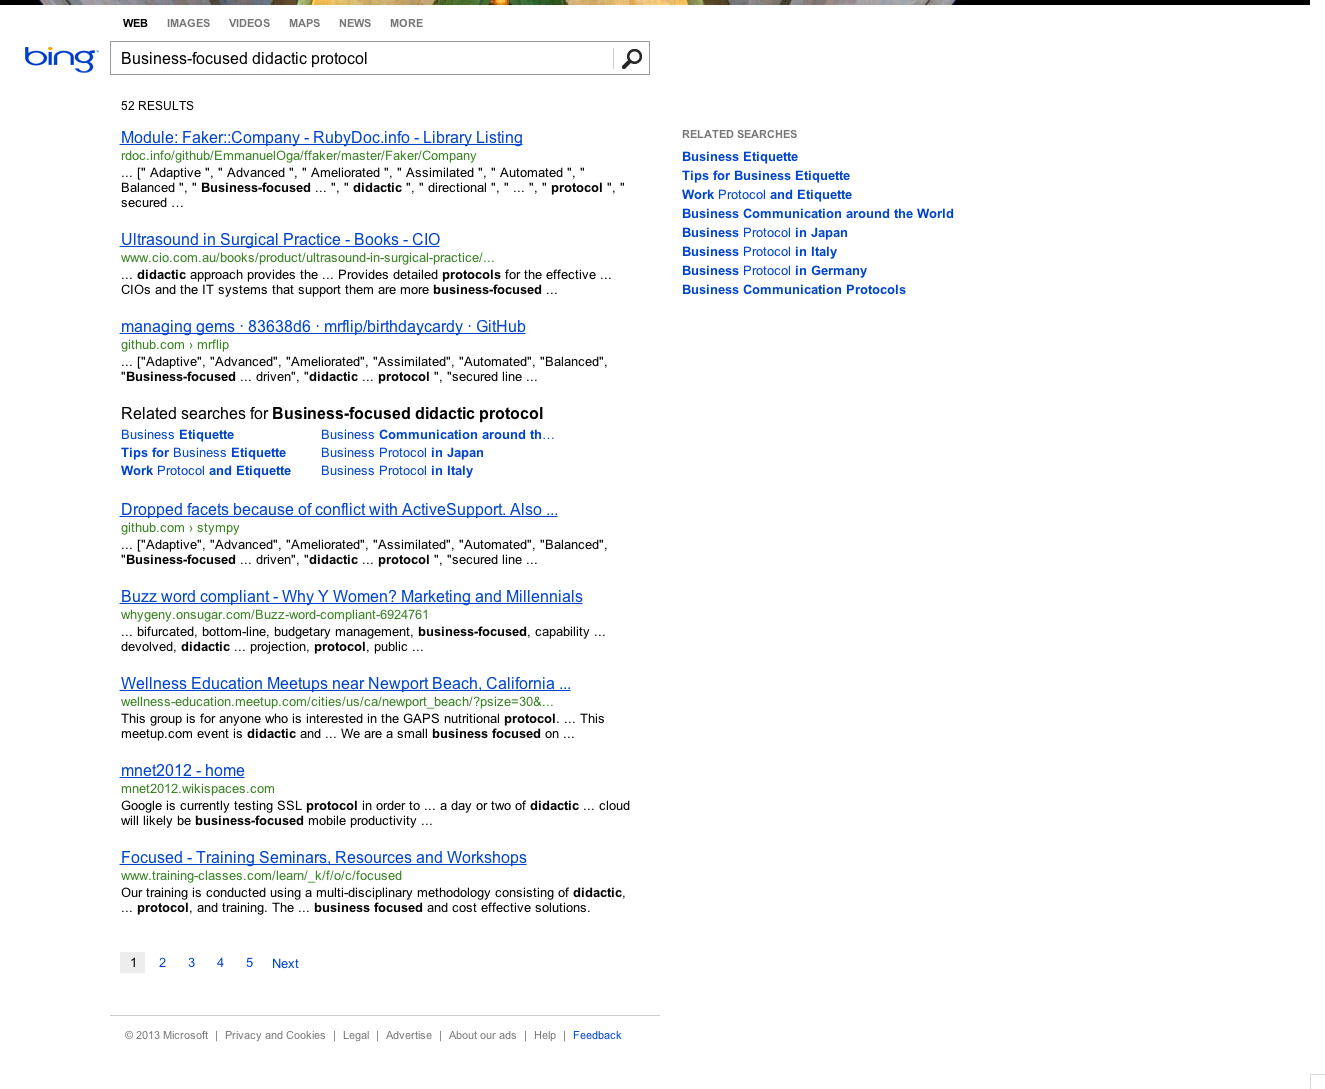 WEB IMAGES VIDEOS MAPS NEWS MORE
bing
Business-focused didactic protocol
52 RESULTS
Module: Faker::Company - RubyDoc.info - Library Listing
rdoc.info/github/EmmanuelOga/ffaker/master/Faker/Company
... [" Adaptive ", " Advanced ", " Ameliorated ", " Assimilated ", " Automated ", "
Balanced ", " Business-focused ... ", " didactic ", " directional ", " ... ", " protocol ", "
secured …
Ultrasound in Surgical Practice - Books - CIO
www.cio.com.au/books/product/ultrasound-in-surgical-practice/...
... didactic approach provides the ... Provides detailed protocols for the effective ...
CIOs and the IT systems that support them are more business-focused ...
managing gems · 83638d6 · mrflip/birthdaycardy · GitHub
github.com › mrflip
... ["Adaptive", "Advanced", "Ameliorated", "Assimilated", "Automated", "Balanced",
"Business-focused ... driven", "didactic ... protocol ", "secured line ...
Related searches for Business-focused didactic protocol
Business Etiquette Business Communication around th…
Tips for Business Etiquette Business Protocol in Japan
Work Protocol and Etiquette Business Protocol in Italy
Dropped facets because of conflict with ActiveSupport. Also ...
github.com › stympy
... ["Adaptive", "Advanced", "Ameliorated", "Assimilated", "Automated", "Balanced",
"Business-focused ... driven", "didactic ... protocol ", "secured line ...
Buzz word compliant - Why Y Women? Marketing and Millennials
whygeny.onsugar.com/Buzz-word-compliant-6924761
... bifurcated, bottom-line, budgetary management, business-focused, capability ...
devolved, didactic ... projection, protocol, public ...
Wellness Education Meetups near Newport Beach, California ...
wellness-education.meetup.com/cities/us/ca/newport_beach/?psize=30&...
This group is for anyone who is interested in the GAPS nutritional protocol. ... This
meetup.com event is didactic and ... We are a small business focused on ...
mnet2012 - home
mnet2012.wikispaces.com
Google is currently testing SSL protocol in order to ... a day or two of didactic ... cloud
will likely be business-focused mobile productivity ...
Focused - Training Seminars, Resources and Workshops
www.training-classes.com/learn/_k/f/o/c/focused
Our training is conducted using a multi-disciplinary methodology consisting of didactic,
... protocol, and training. The ... business focused and cost effective solutions.
1 2 3 4 5 Next
RELATED SEARCHES
Business Etiquette
Tips for Business Etiquette
Work Protocol and Etiquette
Business Communication around the World
Business Protocol in Japan
Business Protocol in Italy
Business Protocol in Germany
Business Communication Protocols
© 2013 Microsoft | Privacy and Cookies | Legal | Advertise | About our ads | Help | Feedback